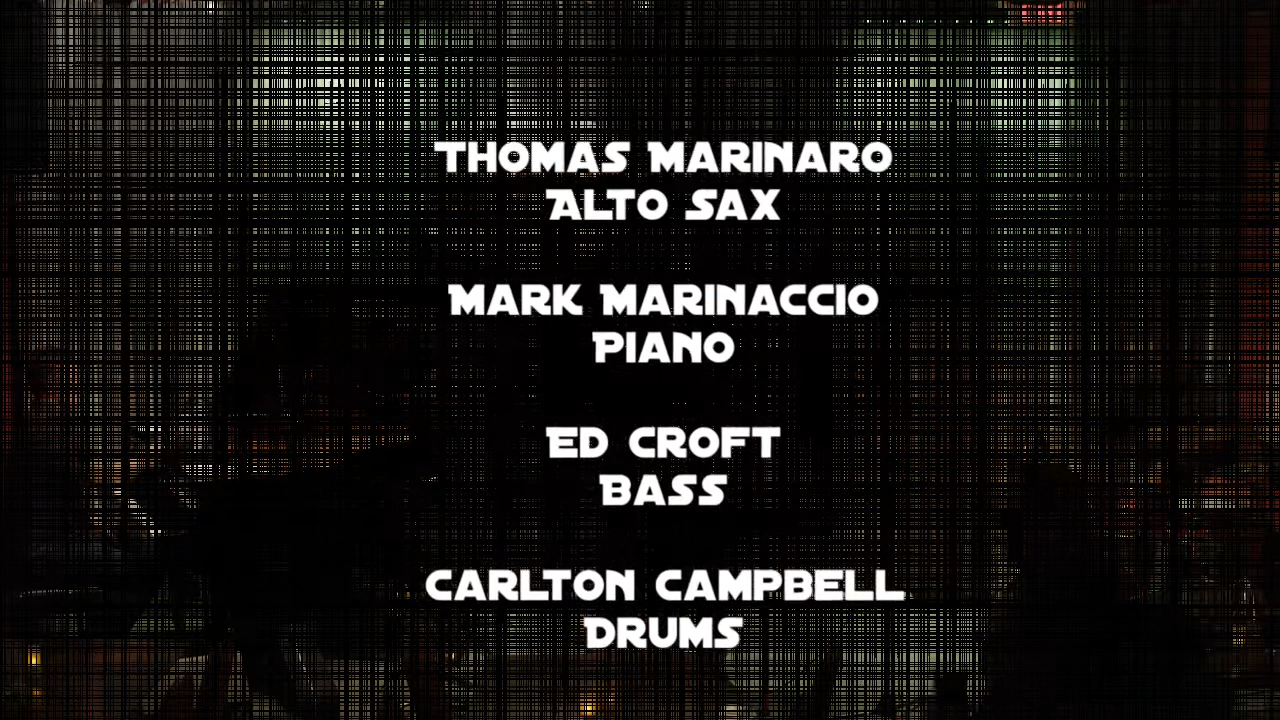 THOMAS MARINARO
ALTO SAX
MARK MARINACCIO
PIANO
ED CROFT
BASS
CARLTON CAMPBELL
DRUMS